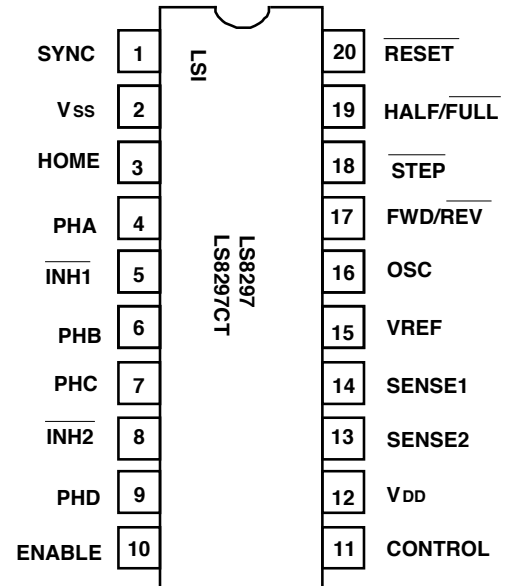 SYNC 1 20 RESET
Vss 2 19 HALF/FULL
HOME 3 18 STEP
PHA 4 17 FWD/REV
INH1 5 16 OSC
PHB 6 15 VREF
PHC 7 14 SENSE1
INH2 8 13 SENSE2
PHD 9 12 VDD
ENABLE 10 11 CONTROL
LSI
LS8297
LS8297CT